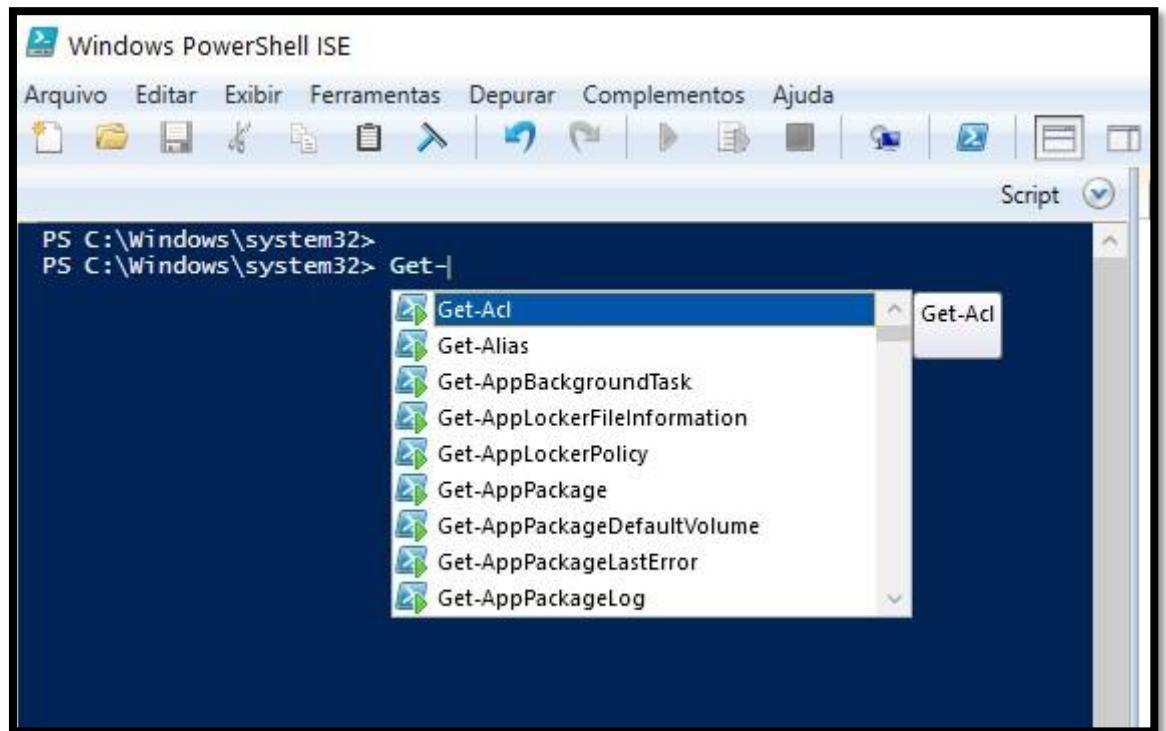 Windows PowerShell ISE
Arquivo Editar Exibir Ferramentas Depurar Complementos Ajuda
Script
PS C:\Windows\system32>
PS C:\Windows\system32> Get-
Get-Acl
Get-Acl
Get-Alias
Get-AppBackgroundTask
Get-AppLockerFileInformation
Get-AppLockerPolicy
Get-AppPackage
Get-AppPackageDefaultVolume
Get-AppPackageLastError
Get-AppPackageLog